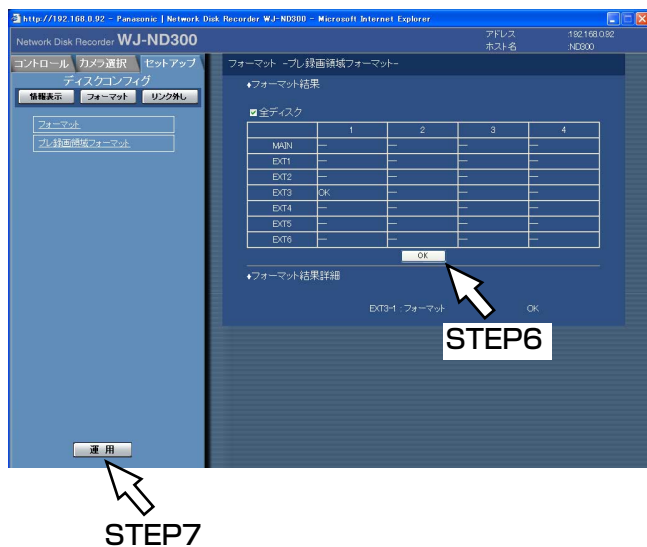 http://192.168.0.92 - Panasonic | Network Disk Recorder WJ-ND300 - Microsoft Internet Explorer
Network Disk Recorder WJ-ND300
アドレス :192.168.0.92
ホスト名 :ND300
コントロール カメラ選択 セットアップ
ディスクコンフィグ
情報表示 フォーマット リンク外し
フォーマット
プレ録画領域フォーマット
フォーマット -プレ録画領域フォーマット-
♦フォーマット結果
全ディスク
1 2 3 4
MAIN — — — —
EXT1 — — — —
EXT2 — — — —
EXT3 OK — — —
EXT4 — — — —
EXT5 — — — —
EXT6 — — — —
OK
♦フォーマット結果詳細
EXT3-1 : フォーマット OK
STEP6
運用
STEP7